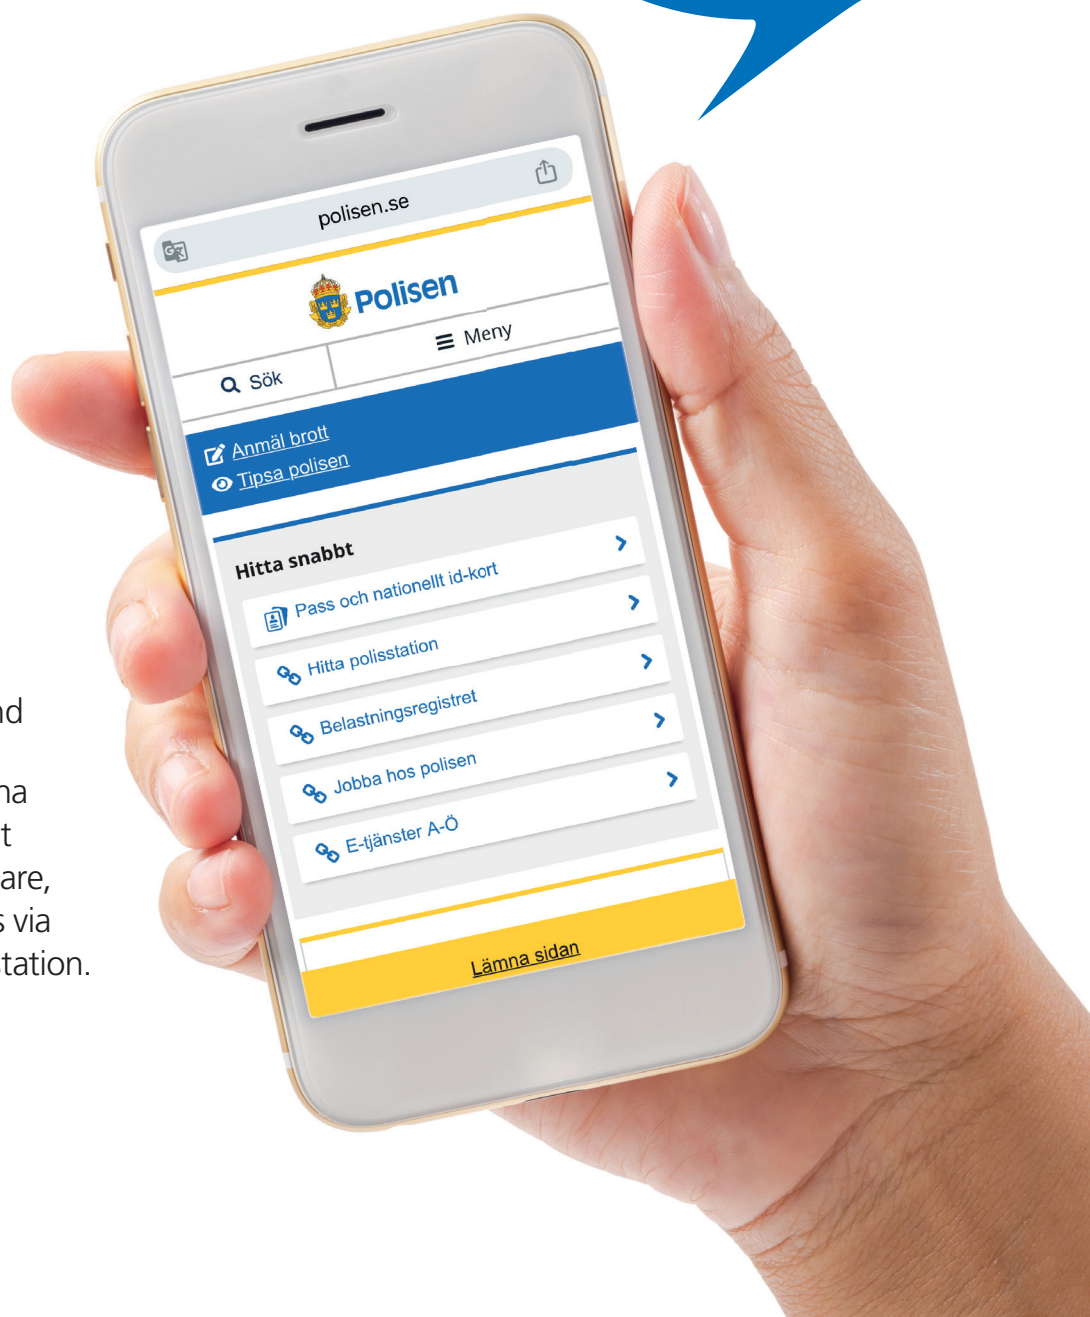 polisen.se
Polisen
Sök
Meny
Anmäl brott
Tipsa polisen
Hitta snabbt
Pass och nationellt id-kort
Hitta polisstation
Belastningsregistret
Jobba hos polisen
E-tjänster A-Ö
Lämna sidan
via